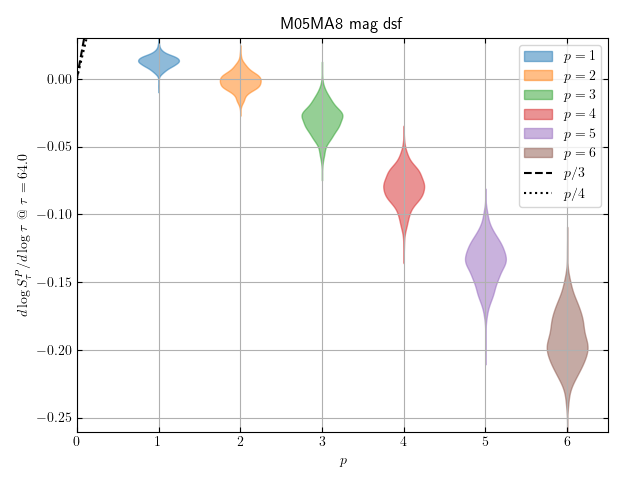 M05MA8 mag dsf
d log S_τ^P / d log τ @ τ = 64.0
0.00
−0.05
−0.10
−0.15
−0.20
−0.25
0 1 2 3 4 5 6
p
p = 1
p = 2
p = 3
p = 4
p = 5
p = 6
p/3
p/4